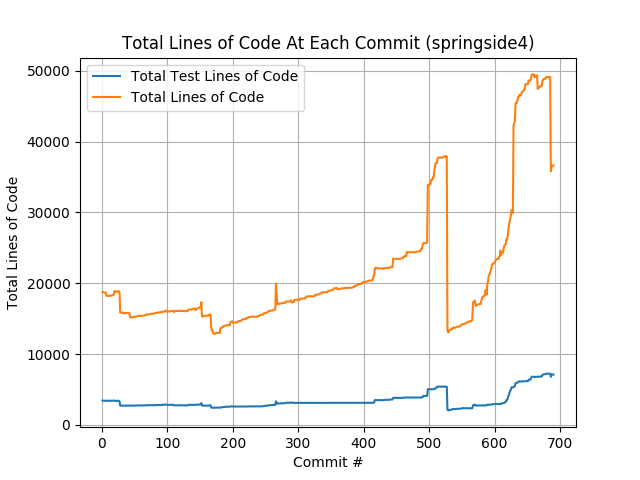 Total Lines of Code At Each Commit (springside4)
Total Test Lines of Code
Total Lines of Code
Total Lines of Code
50000
40000
30000
20000
10000
0
0 100 200 300 400 500 600 700
Commit #